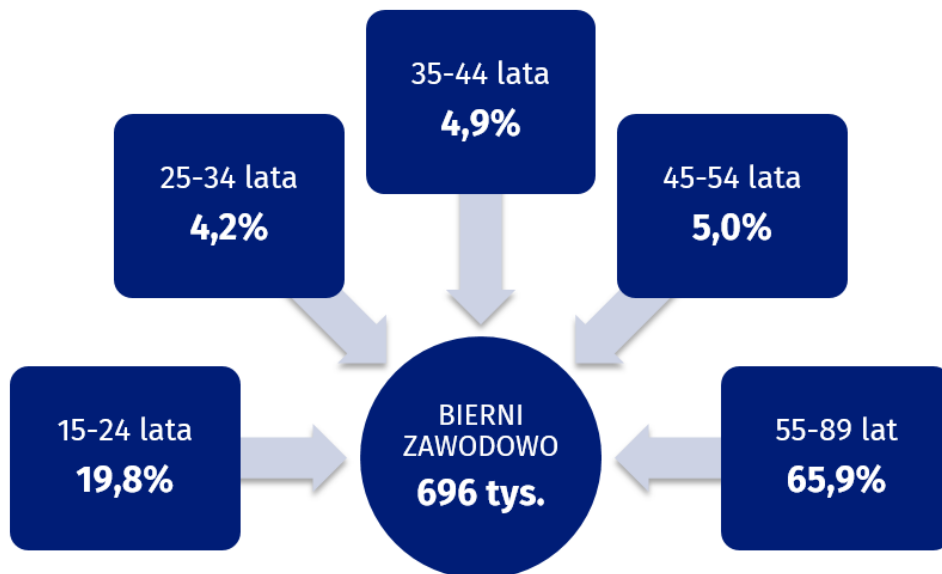 35-44 lata
4,9%
25-34 lata
4,2%
45-54 lata
5,0%
15-24 lata
19,8%
BIERNI
ZAWODOWO
696 tys.
55-89 lat
65,9%